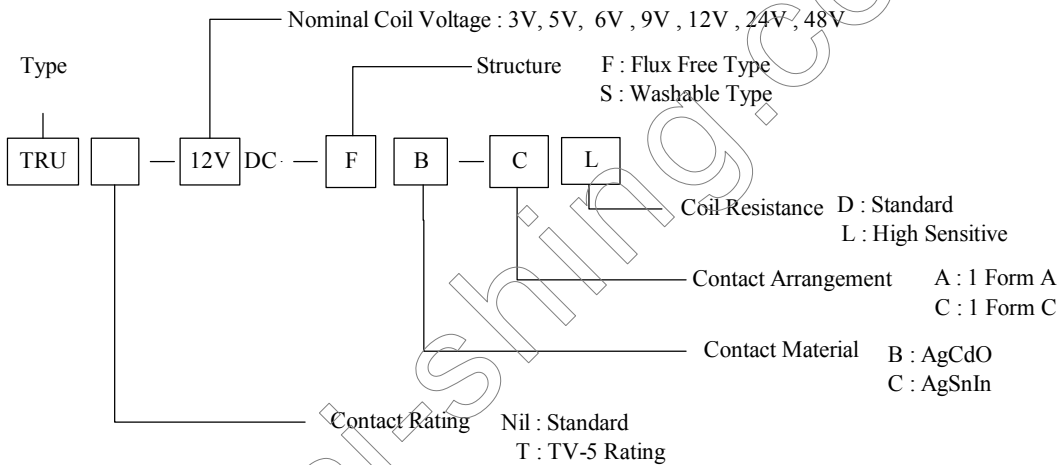 Nominal Coil Voltage : 3V, 5V, 6V , 9V , 12V , 24V , 48V
Type
Structure F : Flux Free Type
S : Washable Type
TRU — 12V DC — F B — C L
Coil Resistance D : Standard
L : High Sensitive
Contact Arrangement A : 1 Form A
C : 1 Form C
Contact Material B : AgCdO
C : AgSnIn
Contact Rating Nil : Standard
T : TV-5 Rating